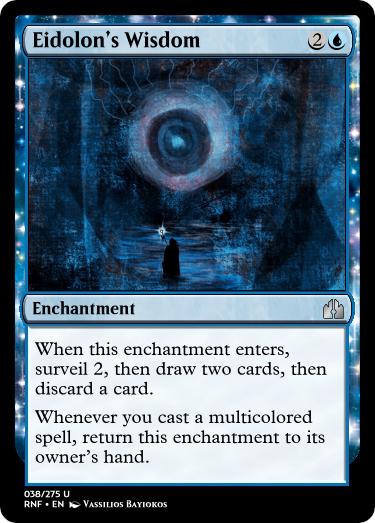 Eidolon's Wisdom 2
Enchantment
When this enchantment enters,
surveil 2, then draw two cards, then
discard a card.
Whenever you cast a multicolored
spell, return this enchantment to its
owner's hand.
038/275 U
RNF • EN Vassilios Bayiokos